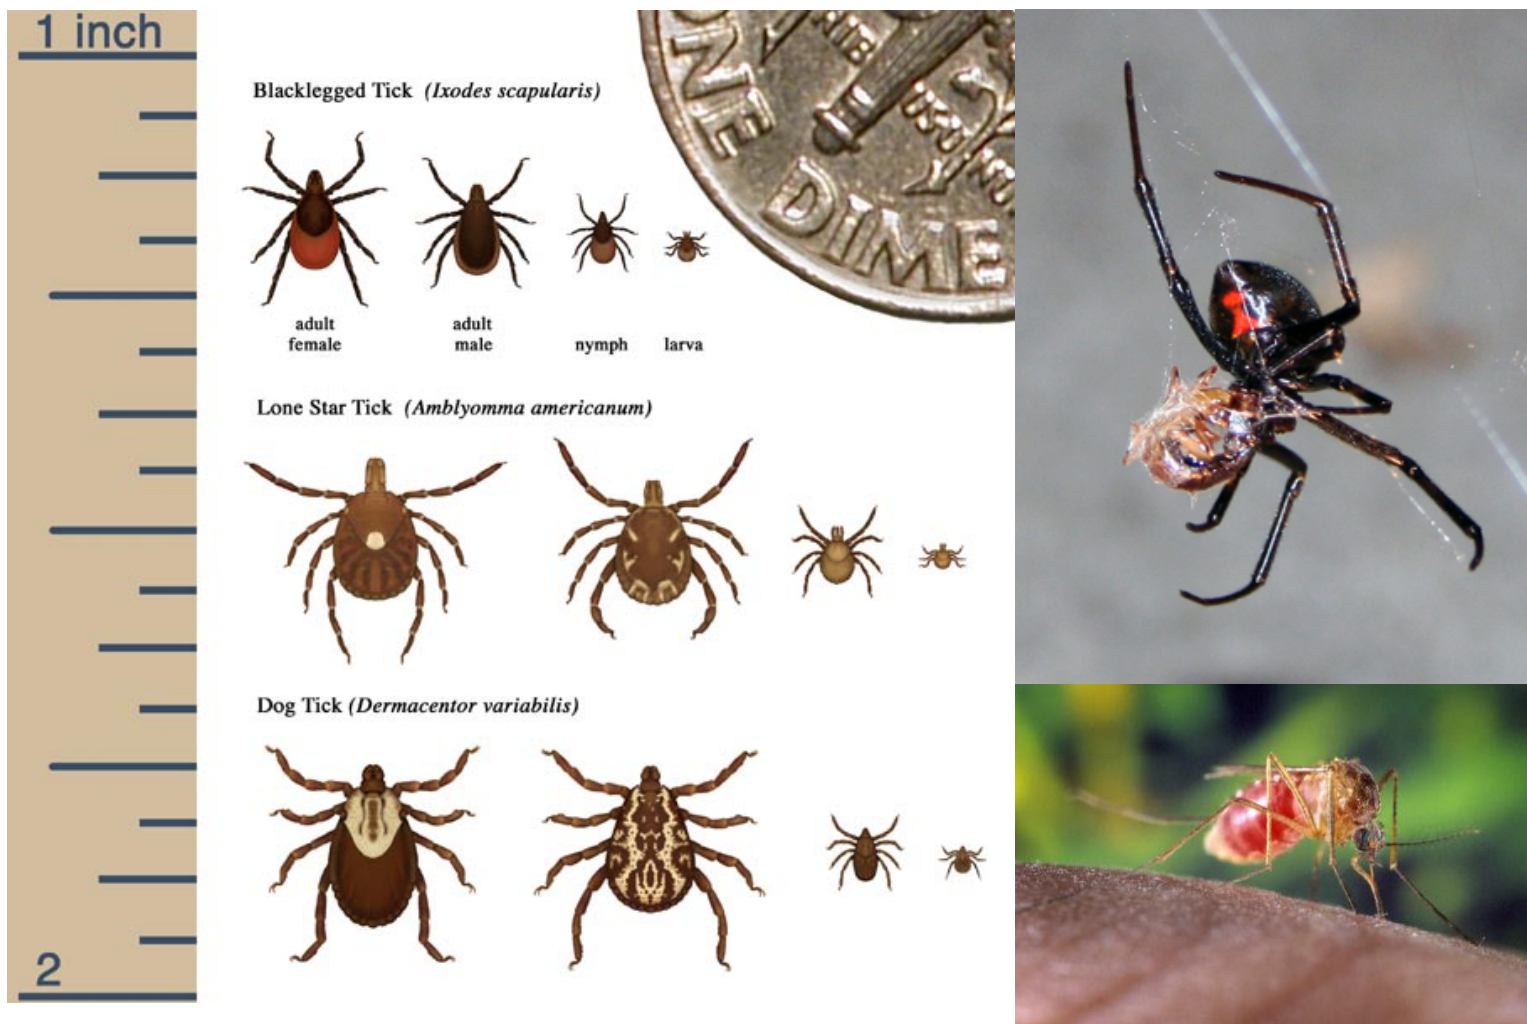 1 inch
2
ONE DIME
Blacklegged Tick (Ixodes scapularis)
adult
female
adult
male
nymph
larva
Lone Star Tick (Amblyomma americanum)
Dog Tick (Dermacentor variabilis)